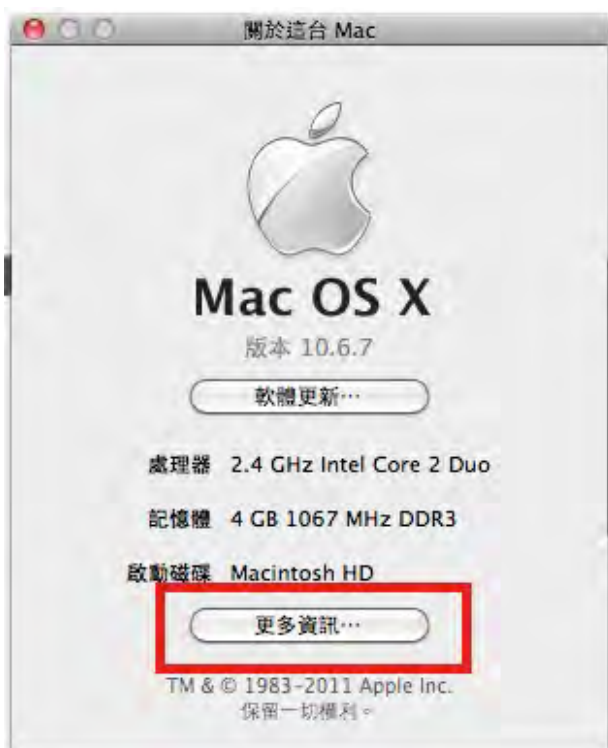 關於這台 Mac
Mac OS X
版本 10.6.7
軟體更新…
處理器 2.4 GHz Intel Core 2 Duo
記憶體 4 GB 1067 MHz DDR3
啟動磁碟 Macintosh HD
更多資訊…
TM & © 1983-2011 Apple Inc.
保留一切權利。